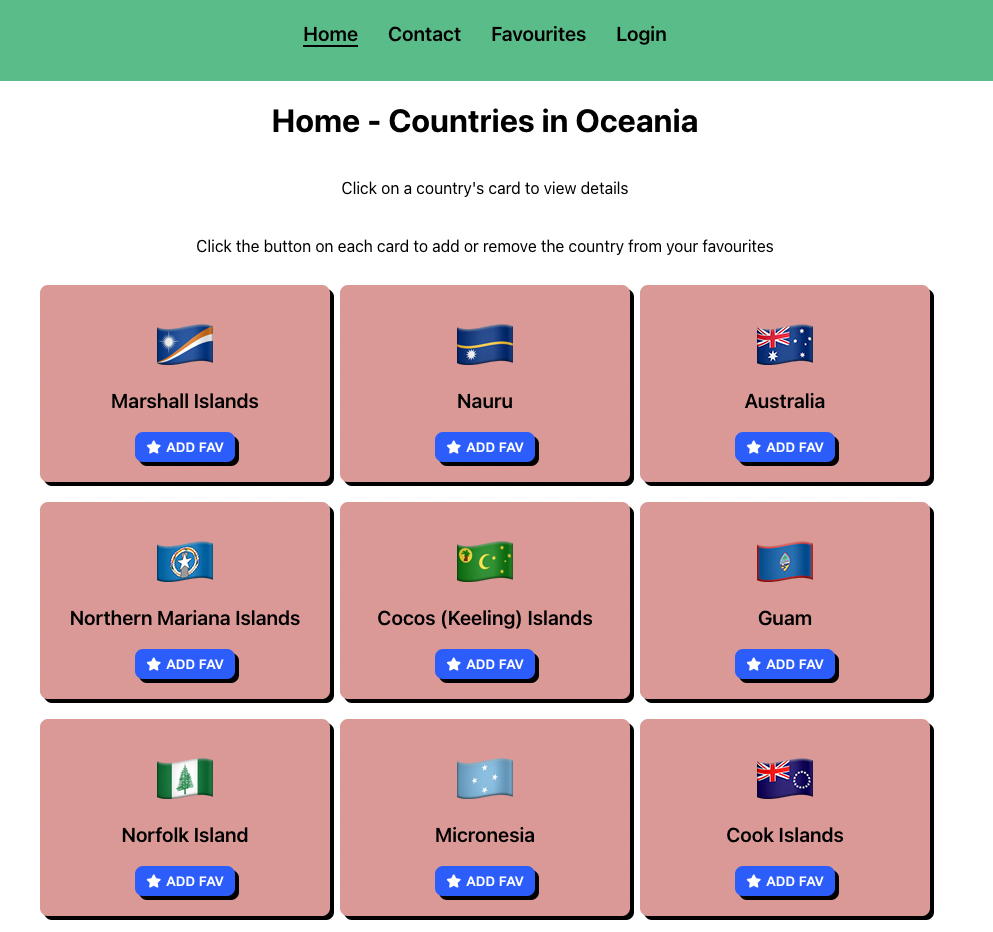 Home Contact Favourites Login
Home - Countries in Oceania
Click on a country's card to view details
Click the button on each card to add or remove the country from your favourites
Marshall Islands
ADD FAV
Nauru
ADD FAV
Australia
ADD FAV
Northern Mariana Islands
ADD FAV
Cocos (Keeling) Islands
ADD FAV
Guam
ADD FAV
Norfolk Island
ADD FAV
Micronesia
ADD FAV
Cook Islands
ADD FAV